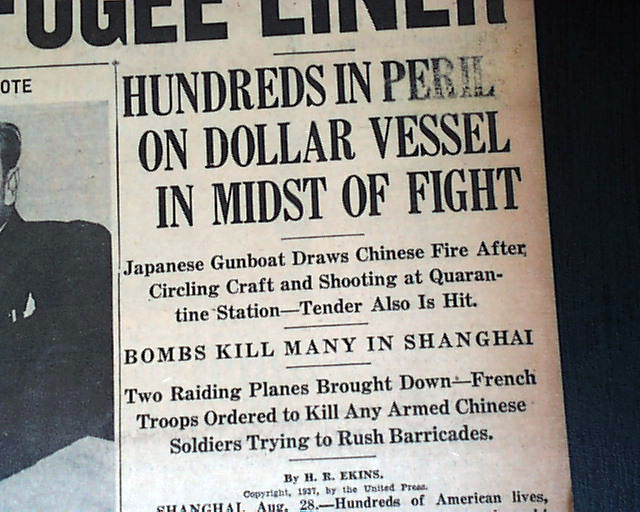 FUGEE LINER
OTE
HUNDREDS IN PERIL
ON DOLLAR VESSEL
IN MIDST OF FIGHT
Japanese Gunboat Draws Chinese Fire After
Circling Craft and Shooting at Quaran-
tine Station—Tender Also Is Hit.
BOMBS KILL MANY IN SHANGHAI
Two Raiding Planes Brought Down—French
Troops Ordered to Kill Any Armed Chinese
Soldiers Trying to Rush Barricades.
By H. R. EKINS.
Copyright, 1937, by the United Press.
SHANGHAI, Aug. 28.—Hundreds of American lives,